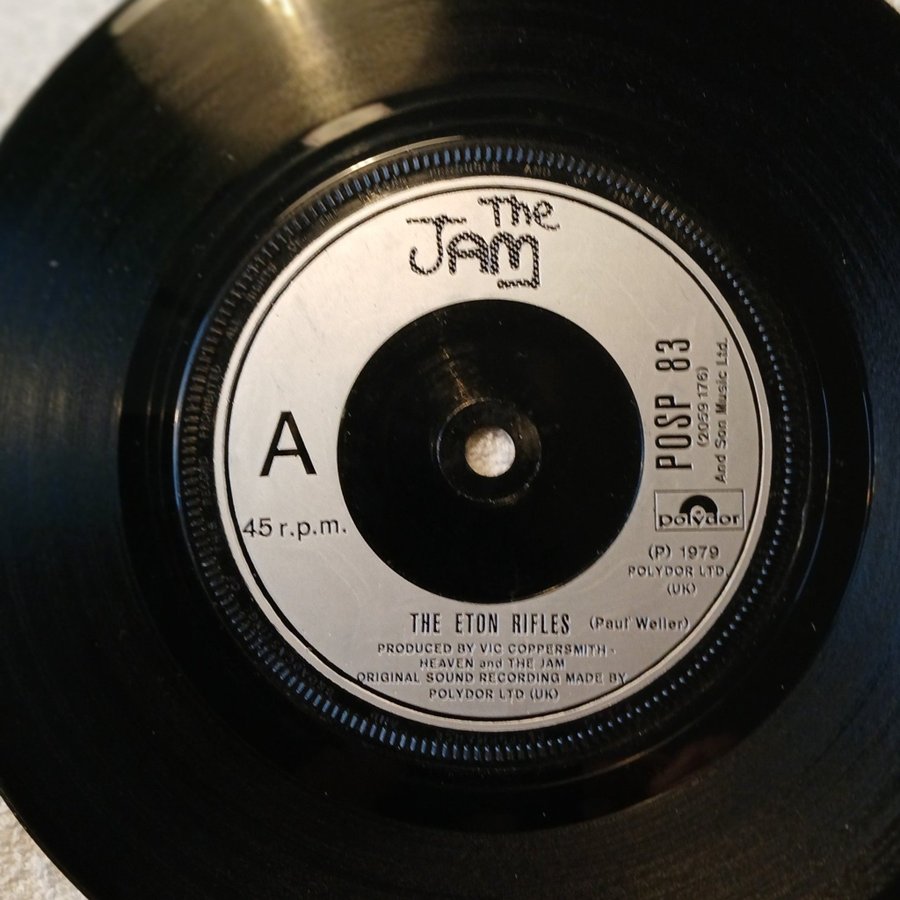 The
JAM
A
45 r.p.m.
POSP 83
(2059 176)
And Son Music Ltd.
polydor
(P) 1979
POLYDOR LTD.
(UK)
THE ETON RIFLES (Paul Weller)
PRODUCED BY VIC COPPERSMITH -
HEAVEN and THE JAM
ORIGINAL SOUND RECORDING MADE BY
POLYDOR LTD (UK)